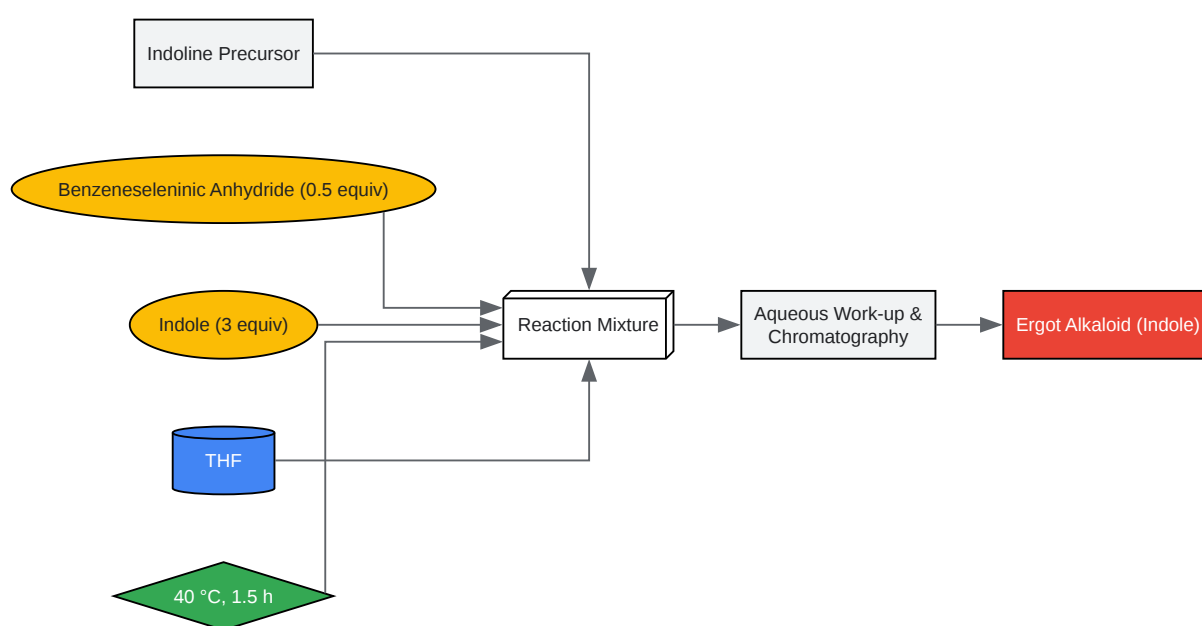 Indoline Precursor
Benzeneseleninic Anhydride (0.5 equiv)
Indole (3 equiv)
THF
40 °C, 1.5 h
Reaction Mixture
Aqueous Work-up &
Chromatography
Ergot Alkaloid (Indole)